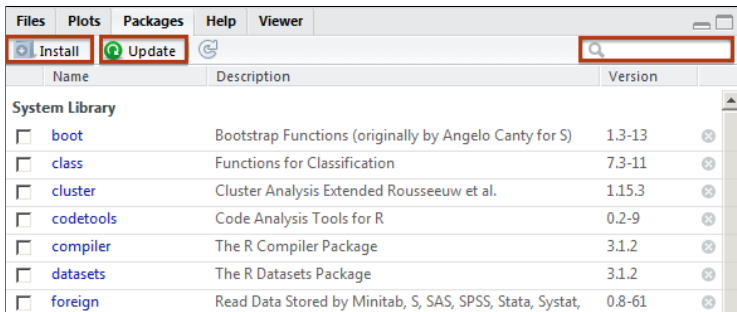 Files Plots Packages Help Viewer
Install Update
Name Description Version
System Library
boot Bootstrap Functions (originally by Angelo Canty for S) 1.3-13
class Functions for Classification 7.3-11
cluster Cluster Analysis Extended Rousseeuw et al. 1.15.3
codetools Code Analysis Tools for R 0.2-9
compiler The R Compiler Package 3.1.2
datasets The R Datasets Package 3.1.2
foreign Read Data Stored by Minitab, S, SAS, SPSS, Stata, Systat, 0.8-61